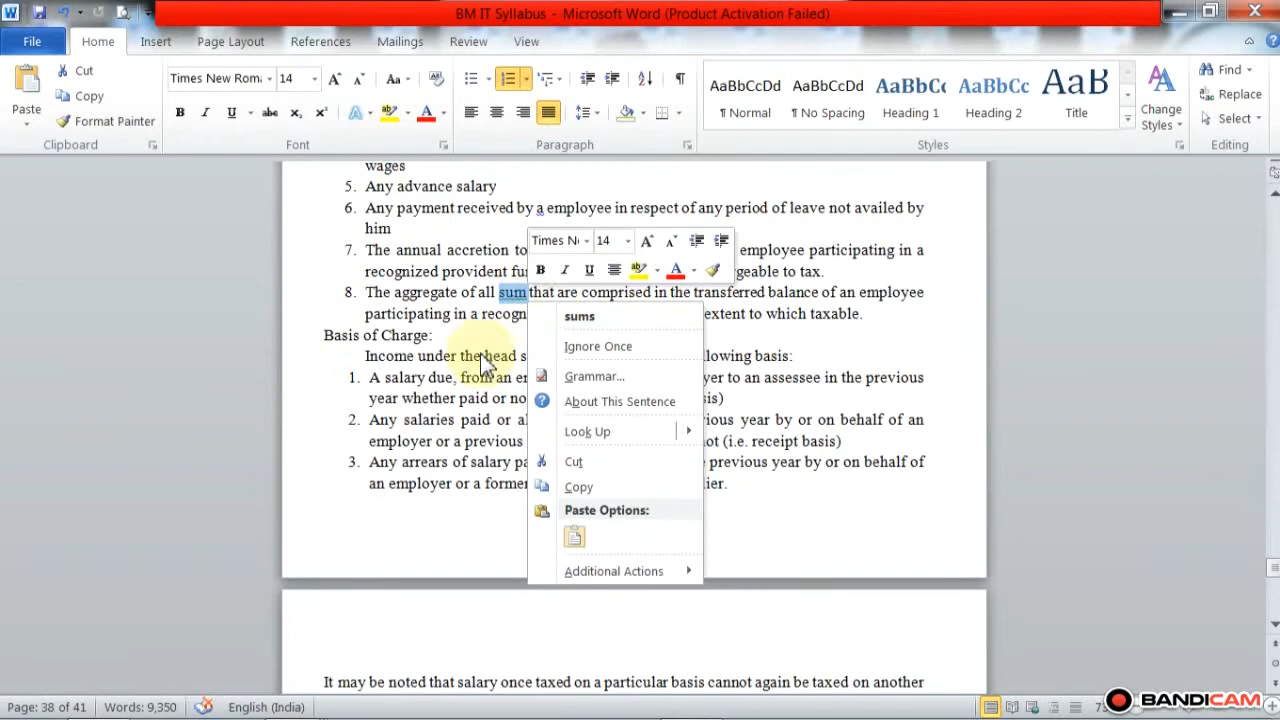 BM IT Syllabus - Microsoft Word (Product Activation Failed)
File Home Insert Page Layout References Mailings Review View
Cut
Copy
Format Painter
Paste
Clipboard
Times New Roma 14
Font
Paragraph
AaBbCcDd AaBbCcDd AaBbCc AaBbCc AaB
¶ Normal ¶ No Spacing Heading 1 Heading 2 Title
Change Styles
Styles
Find
Replace
Select
Editing
wages
5. Any advance salary
6. Any payment received by a employee in respect of any period of leave not availed by
him
7. The annual accretion to employee participating in a
recognized provident fu geable to tax.
8. The aggregate of all sum that are comprised in the transferred balance of an employee
participating in a recogn extent to which taxable.
Basis of Charge:
Income under the head s lowing basis:
1. A salary due, from an e yer to an assessee in the previous
year whether paid or no is)
2. Any salaries paid or al ious year by or on behalf of an
employer or a previous ot (i.e. receipt basis)
3. Any arrears of salary pa previous year by or on behalf of
an employer or a forme lier.
Times N 14
sums
Ignore Once
Grammar...
About This Sentence
Look Up
Cut
Copy
Paste Options:
Additional Actions
It may be noted that salary once taxed on a particular basis cannot again be taxed on another
Page: 38 of 41 Words: 9,350 English (In
BANDICAM